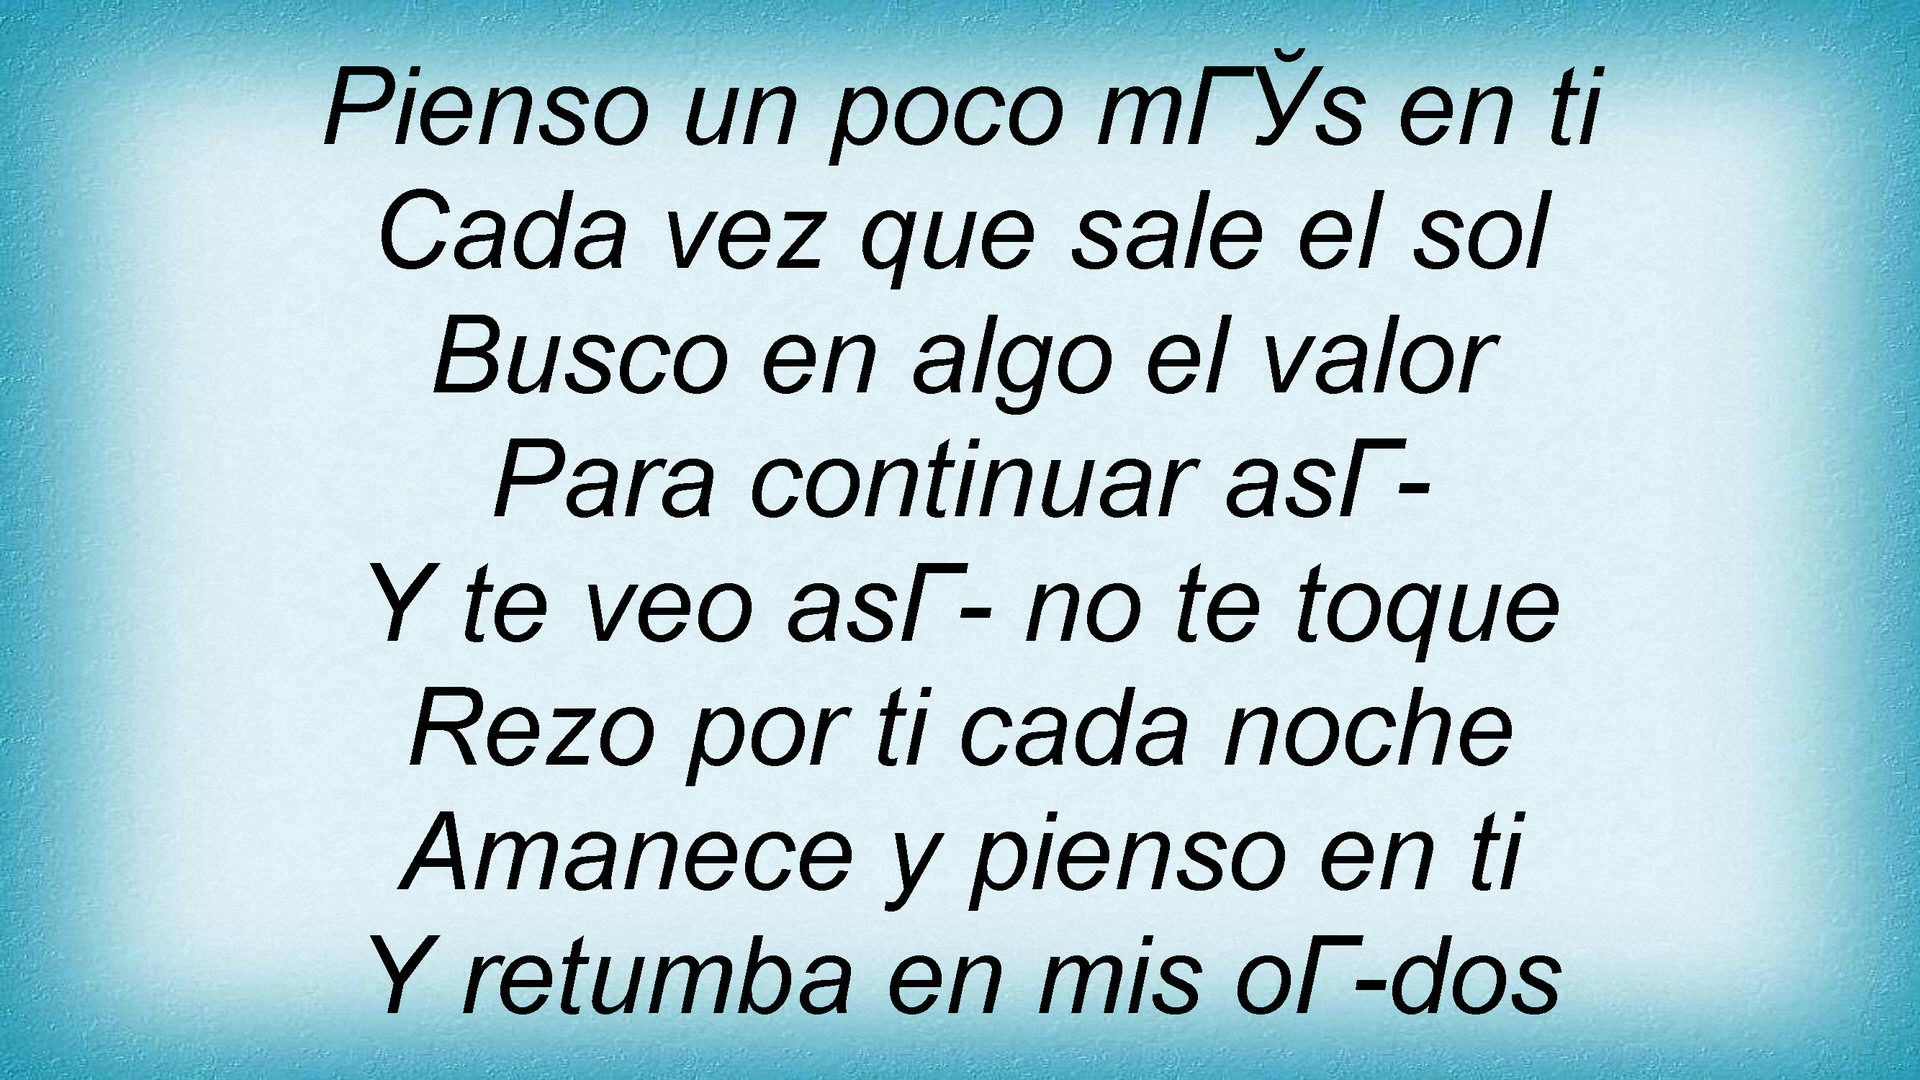 Pienso un poco mГЎs en ti
Cada vez que sale el sol
Busco en algo el valor
Para continuar asГ-
Y te veo asГ- no te toque
Rezo por ti cada noche
Amanece y pienso en ti
Y retumba en mis oГ-dos